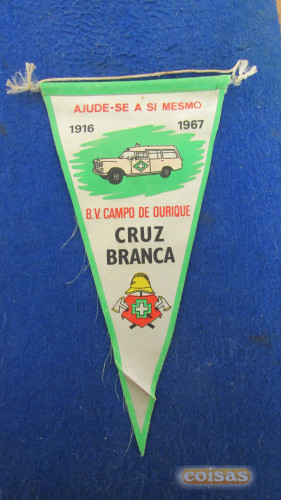 AJUDE-SE A SI MESMO
1916 1967
B.V. CAMPO DE OURIQUE
CRUZ
BRANCA
coisas